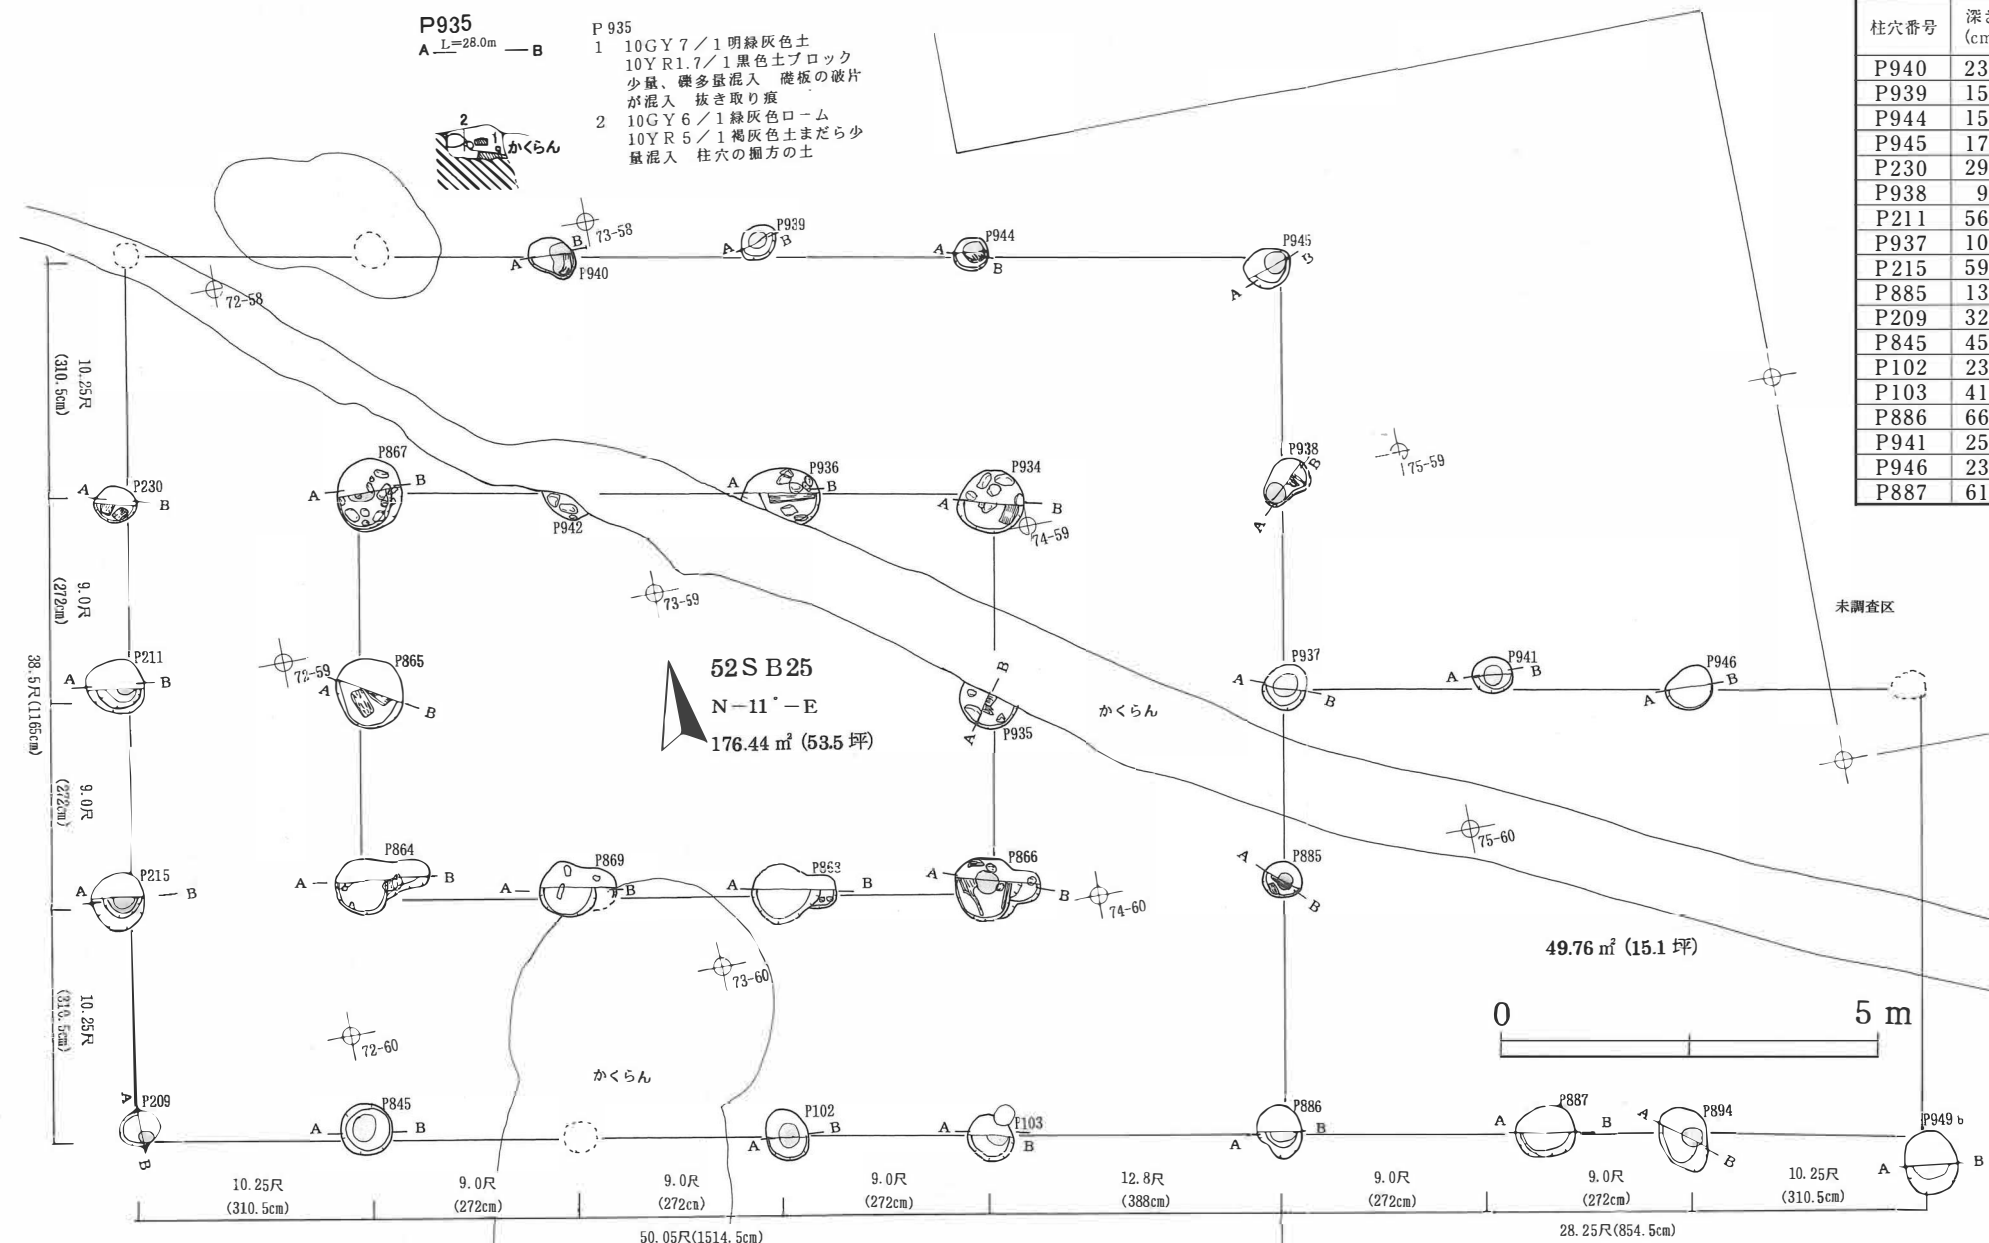 P935
A L=28.0m B
P 935
1 10GY 7／1 明緑灰色土
10YR1.7／1 黒色土ブロック
少量、礫多量混入 礎板の破片
が混入 抜き取り痕
2 10GY 6／1 緑灰色ローム
10YR 5／1 褐灰色土まだら少
量混入 柱穴の掘方の土
2
1
かくらん
柱穴番号
(cm
P940 23
P939 15
P944 15
P945 17
P230 29
P938 9
P211 56
P937 10
P215 59
P885 13
P209 32
P845 45
P102 23
P103 41
P886 66
P941 25
P946 23
P887 61
73-58
A B P940
A B P939
A B P944
A B P945
72-58
10.25尺
(310.5cm)
A P230 B
A P867 B
P942
A P936 B
A P934 B
74-59
A P938 B
75-59
9.0尺
(272cm)
73-59
未調査区
38.5尺(1165cm)
A P211 B
72-59
A P865 B
52SB25
N-11°-E
176.44 ㎡ (53.5 坪)
A P935 B
かくらん
A P937 B
A P941 B
A P946 B
9.0尺
(272cm)
75-60
A P215 B
A P864 B
A P869 B
A P863 B
A P866 B
74-60
A P885 B
73-60
49.76 ㎡ (15.1 坪)
10.25尺
(310.5cm)
72-60
0 5 m
かくらん
A P209 B
A P845 B
A P102 B
A P103 B
A P886 B
A P887 B
A P894 B
A P949 b B
10.25尺 9.0尺 9.0尺 9.0尺 12.8尺 9.0尺 9.0尺 10.25尺
(310.5cm) (272cm) (272cm) (272cm) (388cm) (272cm) (272cm) (310.5cm)
50.05尺(1514.5cm) 28.25尺(854.5cm)